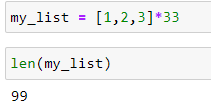 my_list = [1,2,3]*33
len(my_list)
99